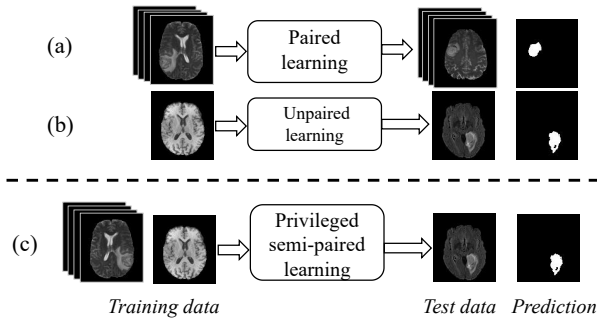 (a)
Paired
learning
(b)
Unpaired
learning
(c)
Privileged
semi-paired
learning
Training data
Test data
Prediction